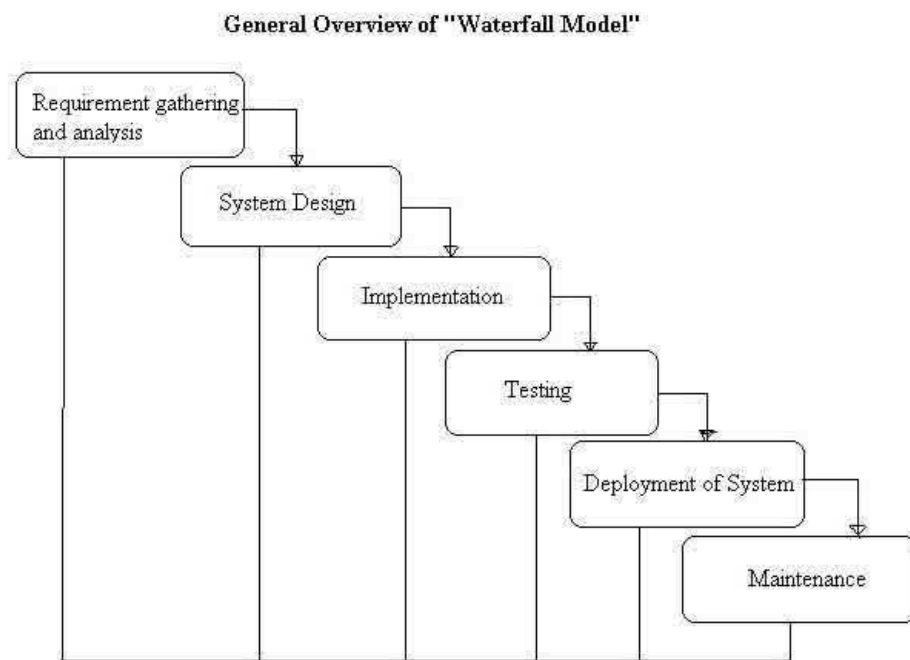 General Overview of "Waterfall Model"
Requirement gathering
and analysis
System Design
Implementation
Testing
Deployment of System
Maintenance